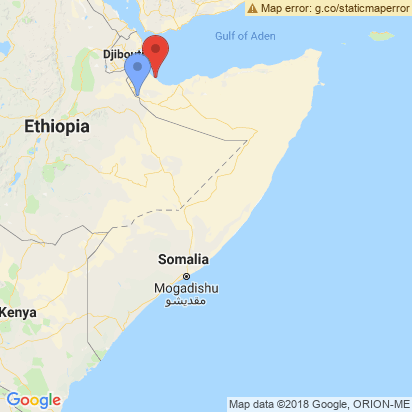 Map error: g.co/staticmaperror
Gulf of Aden
Djibouti
Ethiopia
Somalia
Mogadishu
مقديشو
Kenya
Google
Map data ©2018 Google, ORION-ME